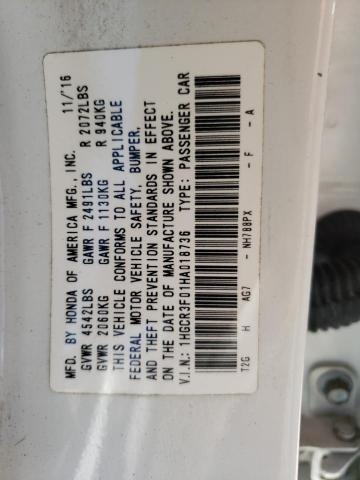 MFD. BY HONDA OF AMERICA MFG., INC. 11/'16
GVWR 4542LBS GAWR F 2491LBS R 2072LBS
GVWR 2060KG GAWR F 1130KG R 940KG
THIS VEHICLE CONFORMS TO ALL APPLICABLE
FEDERAL MOTOR VEHICLE SAFETY, BUMPER,
AND THEFT PREVENTION STANDARDS IN EFFECT
ON THE DATE OF MANUFACTURE SHOWN ABOVE.
V.I.N.: 1HGCR3F01HA018736 TYPE: PASSENGER CAR
T2G H AG7 - NH788PX - F - A